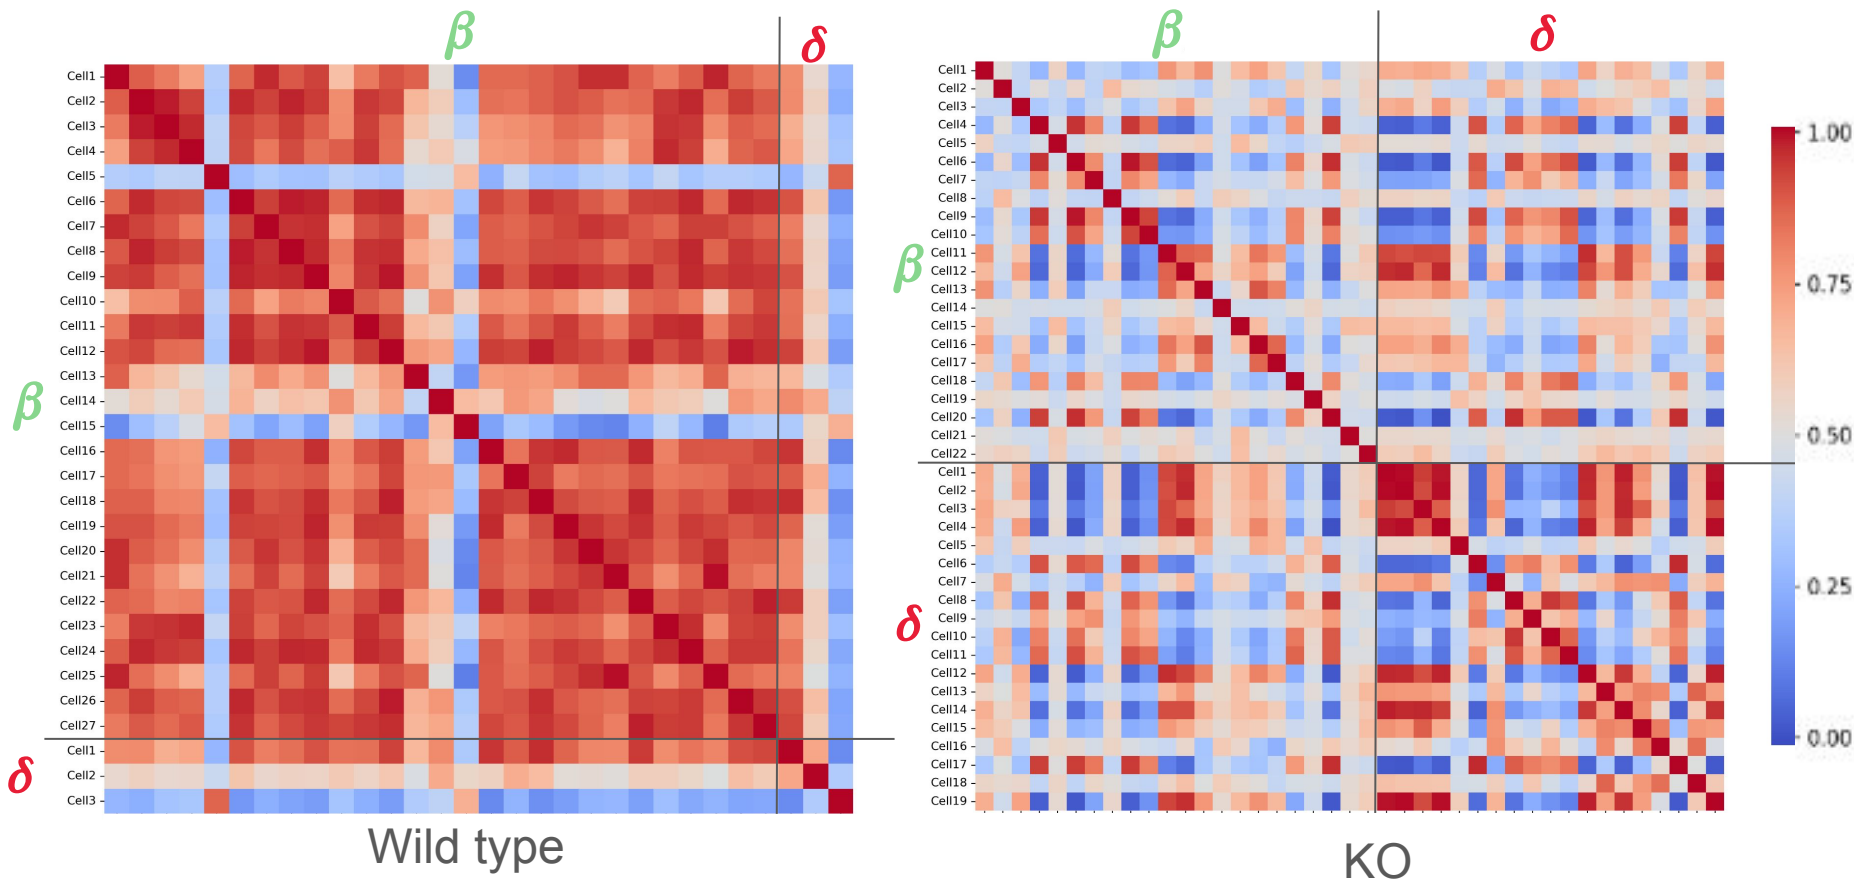 β
δ
β
δ
Cell1
Cell2
Cell3
Cell4
Cell5
Cell6
Cell7
Cell8
Cell9
Cell10
Cell11
Cell12
Cell13
Cell14
Cell15
Cell16
Cell17
Cell18
Cell19
Cell20
Cell21
Cell22
Cell23
Cell24
Cell25
Cell26
Cell27
Cell1
Cell2
Cell3
β
δ
Wild type
Cell1
Cell2
Cell3
Cell4
Cell5
Cell6
Cell7
Cell8
Cell9
Cell10
Cell11
Cell12
Cell13
Cell14
Cell15
Cell16
Cell17
Cell18
Cell19
Cell20
Cell21
Cell22
Cell1
Cell2
Cell3
Cell4
Cell5
Cell6
Cell7
Cell8
Cell9
Cell10
Cell11
Cell12
Cell13
Cell14
Cell15
Cell16
Cell17
Cell18
Cell19
β
δ
KO
1.00
0.75
0.50
0.25
0.00